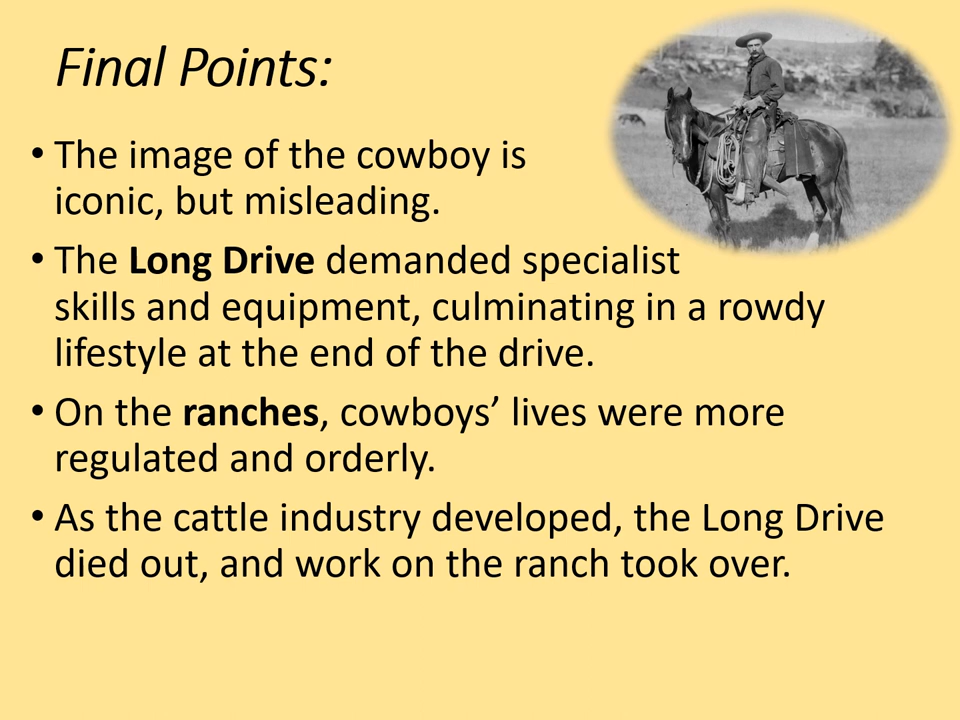 Final Points:
• The image of the cowboy is
iconic, but misleading.
• The Long Drive demanded specialist
skills and equipment, culminating in a rowdy
lifestyle at the end of the drive.
• On the ranches, cowboys’ lives were more
regulated and orderly.
• As the cattle industry developed, the Long Drive
died out, and work on the ranch took over.